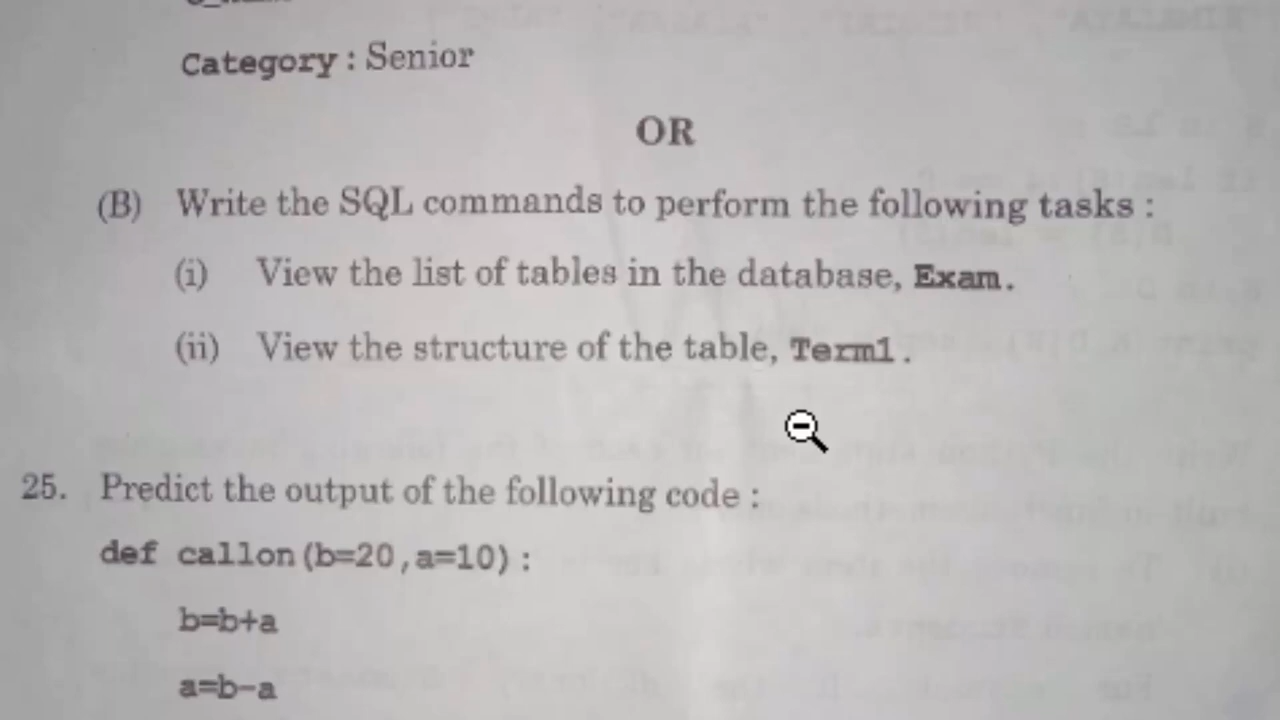 Category : Senior
OR
(B) Write the SQL commands to perform the following tasks :
(i) View the list of tables in the database, Exam.
(ii) View the structure of the table, Term1.
25. Predict the output of the following code :
def callon(b=20,a=10):
b=b+a
a=b-a